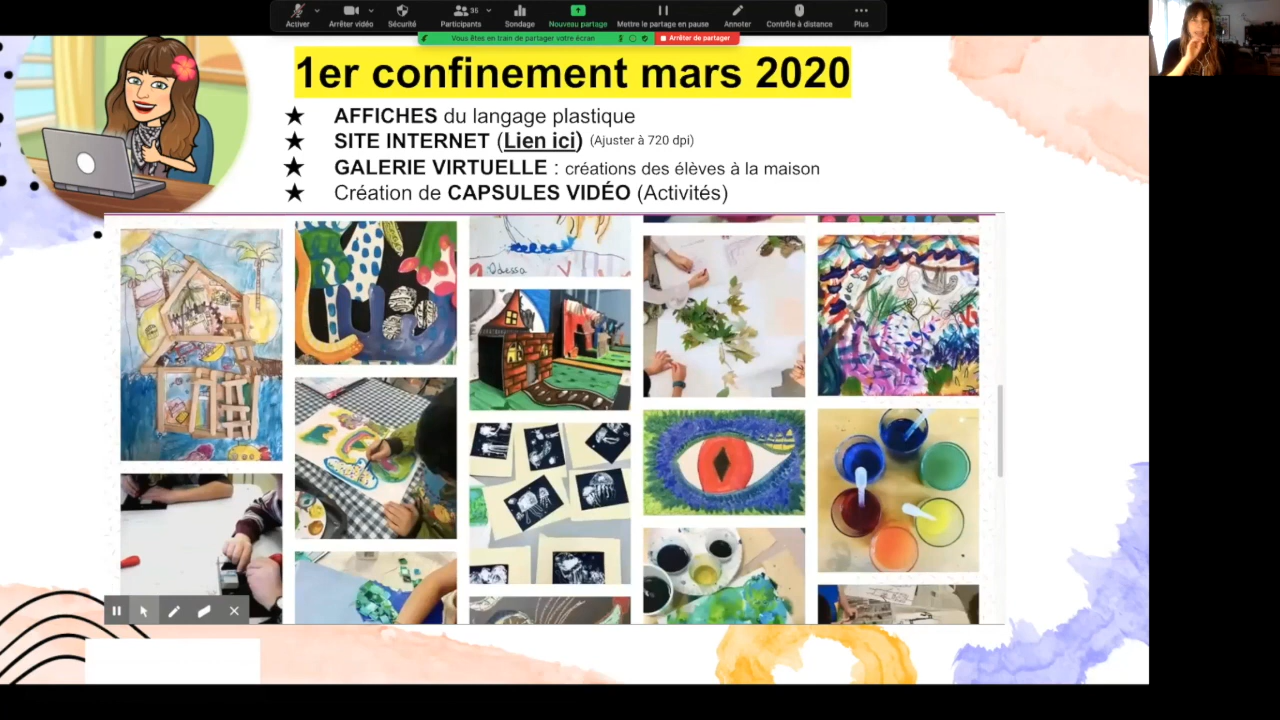 Activer
Arrêter vidéo
Sécurité
Participants
35
Sondage
Nouveau partage
Mettre le partage en pause
Annoter
Contrôle à distance
Plus
Vous êtes en train de partager votre écran
Arrêter de partager
1er confinement mars 2020
★ AFFICHES du langage plastique
★ SITE INTERNET (Lien ici) (Ajuster à 720 dpi)
★ GALERIE VIRTUELLE : créations des élèves à la maison
★ Création de CAPSULES VIDÉO (Activités)
Odessa